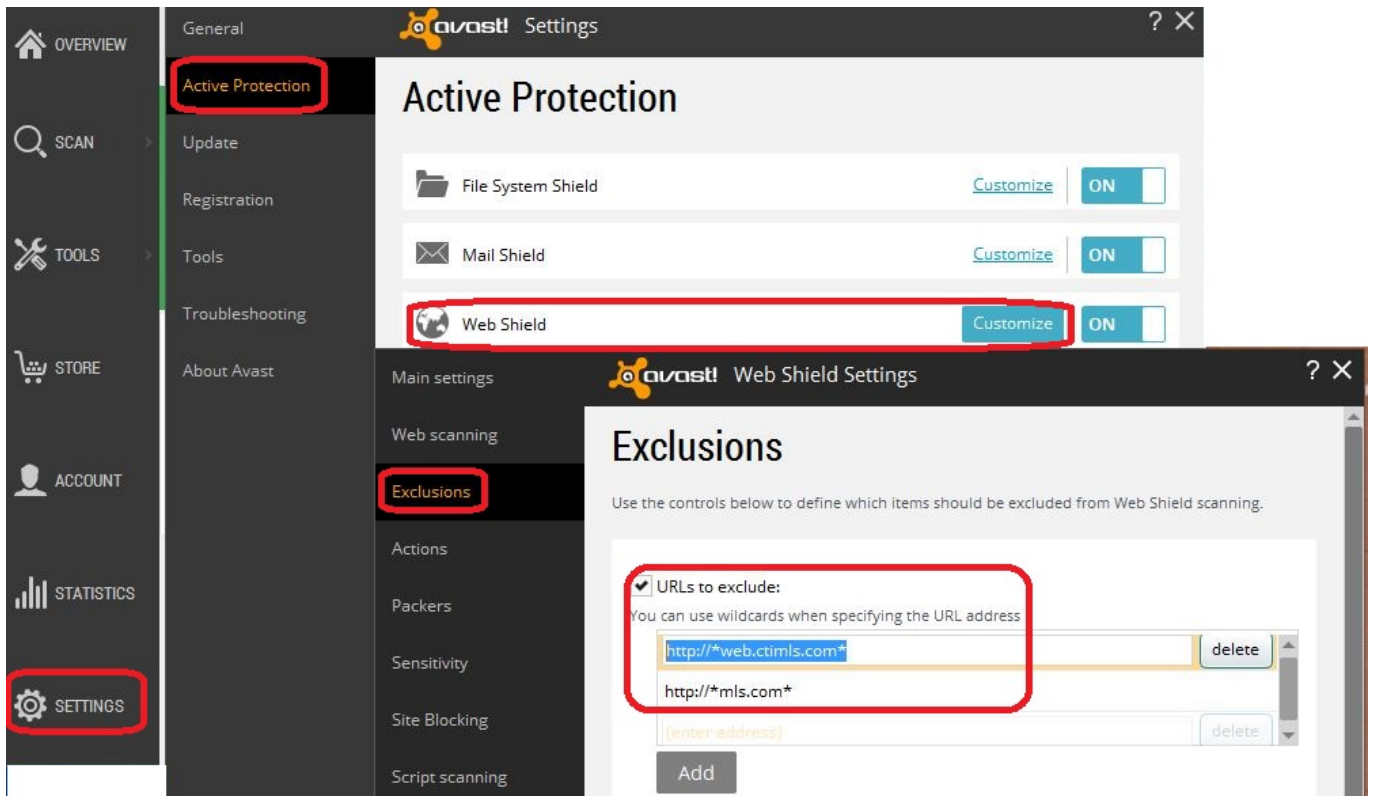 OVERVIEW
SCAN
TOOLS
STORE
ACCOUNT
STATISTICS
SETTINGS
General
Active Protection
Update
Registration
Tools
Troubleshooting
About Avast
avast! Settings
? X
Active Protection
File System Shield Customize ON
Mail Shield Customize ON
Web Shield Customize ON
Main settings
Web scanning
Exclusions
Actions
Packers
Sensitivity
Site Blocking
Script scanning
avast! Web Shield Settings
? X
Exclusions
Use the controls below to define which items should be excluded from Web Shield scanning.
URLs to exclude:
You can use wildcards when specifying the URL address
http://*web.ctimls.com* delete
http://*mls.com*
(enter address) delete
Add